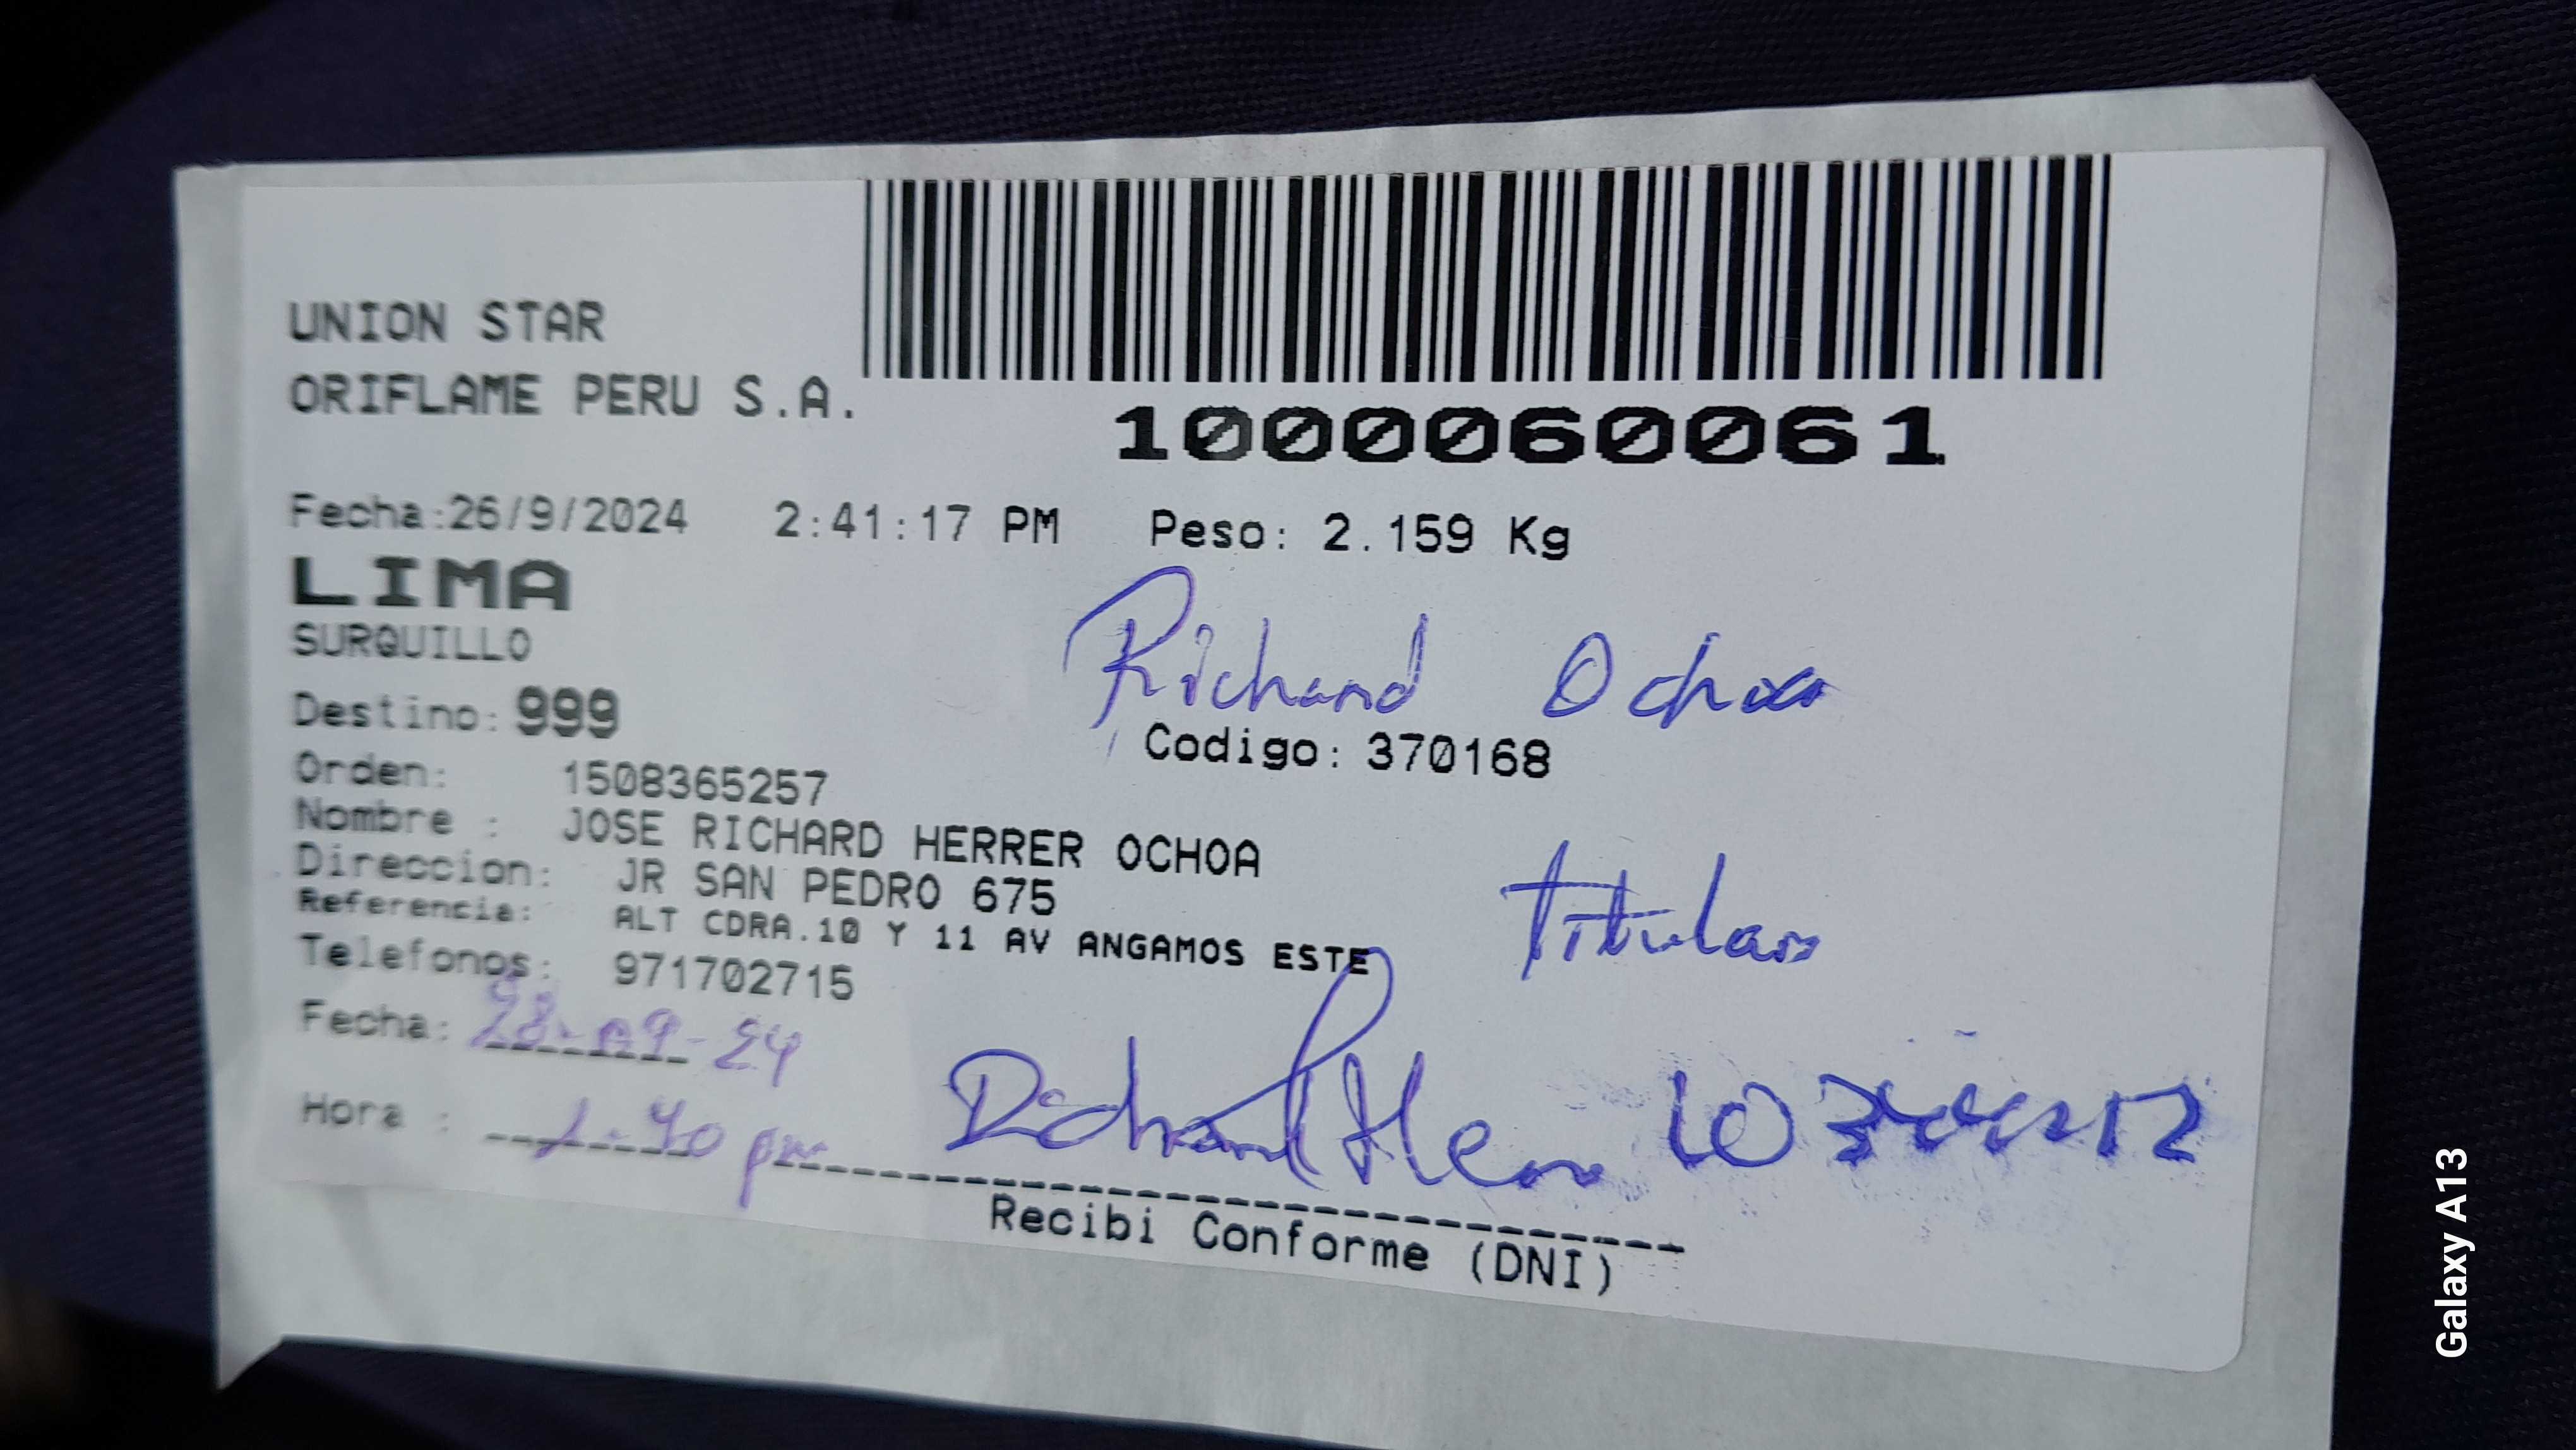 UNION STAR
ORIFLAME PERU S.A.
1000060061
Fecha:26/9/2024 2:41:17 PM Peso: 2.159 Kg
LIMA
SURQUILLO
Richard Ochoa
Destino: 999
Codigo: 370168
Orden: 1508365257
Nombre : JOSE RICHARD HERRER OCHOA
Direccion: JR SAN PEDRO 675
Referencia: ALT CDRA.10 Y 11 AV ANGAMOS ESTE
Titular
Telefonos: 971702715
Fecha: 28-09-24
Hora : 1:40 pm
Richard
Recibi Conforme (DNI)
Galaxy A13